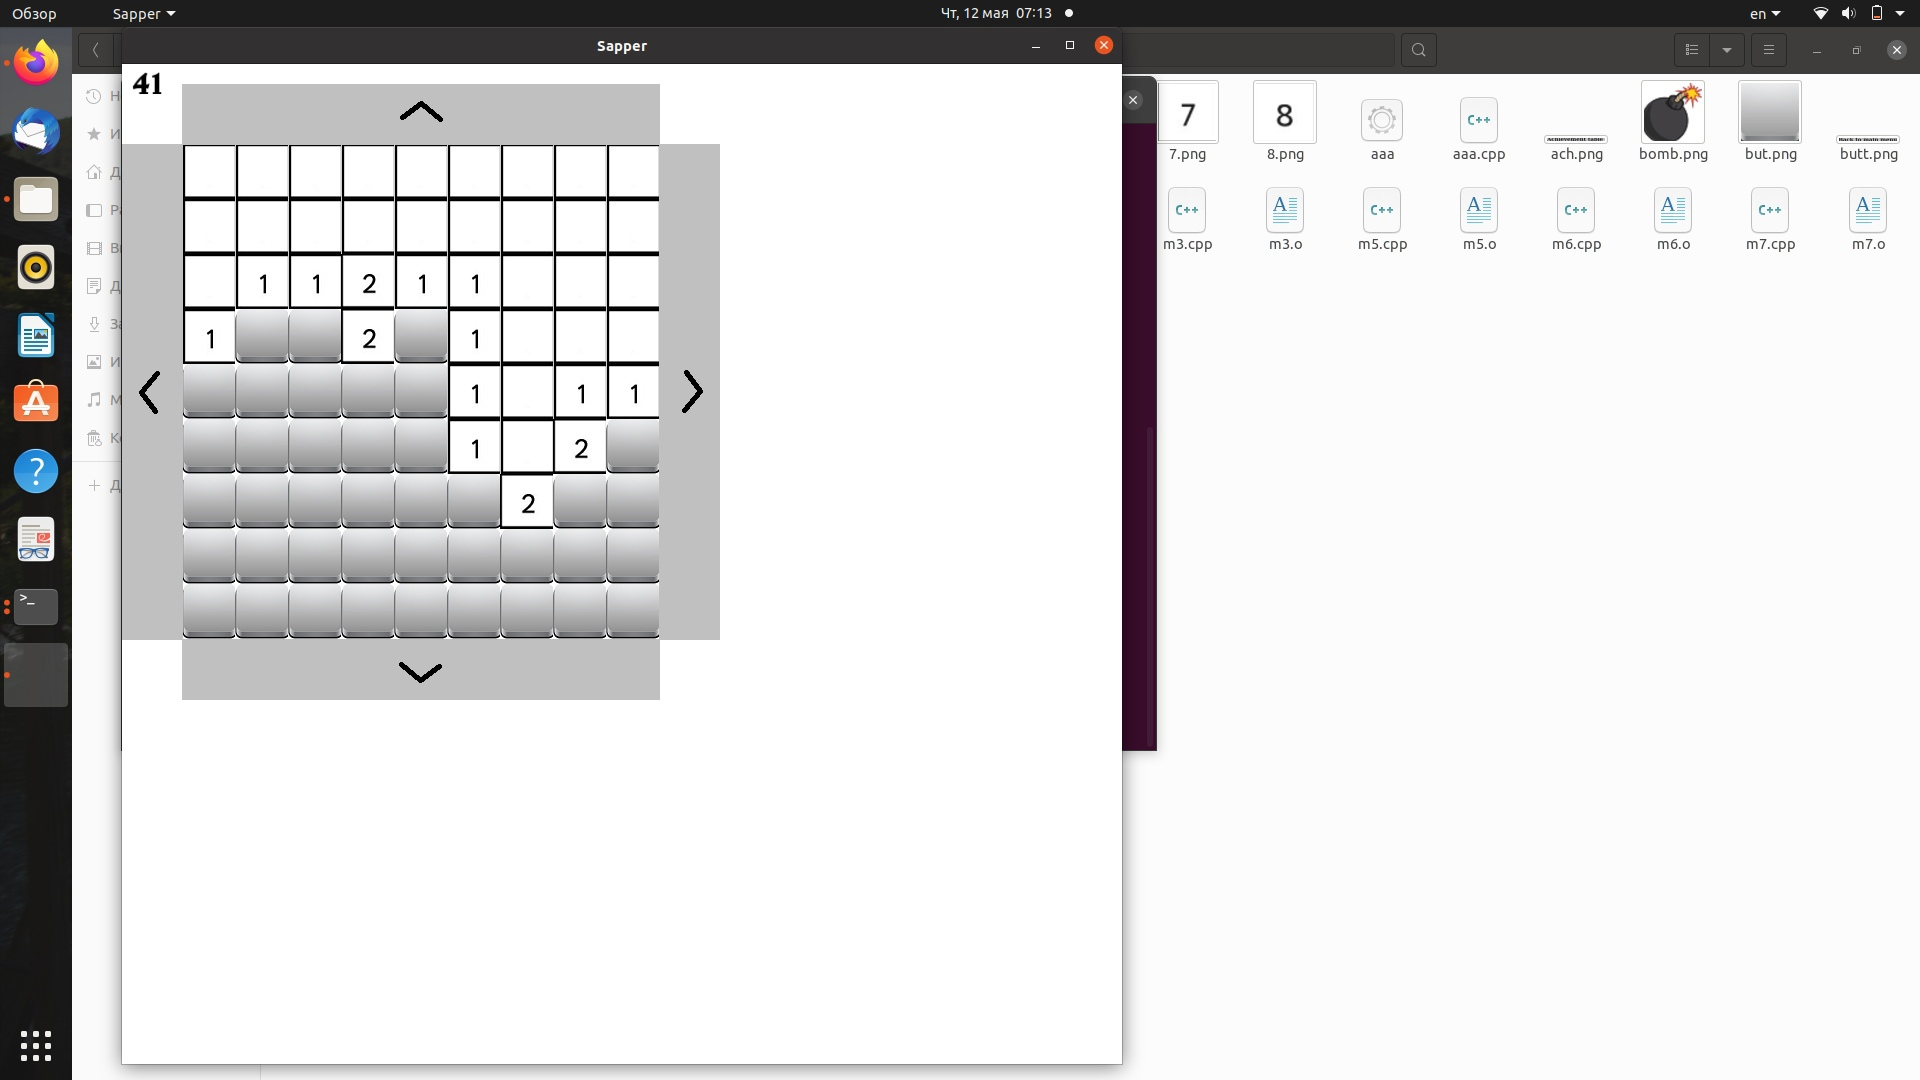 Обзор Sapper Чт, 12 мая 07:13 en
Sapper
41
1 1 2 1 1
1 2 1
1 1 1
1 2
2
7 8
7.png 8.png aaa aaa.cpp ach.png bomb.png but.png butt.png
C++ C++ C++ C++ C++
m3.cpp m3.o m5.cpp m5.o m6.cpp m6.o m7.cpp m7.o